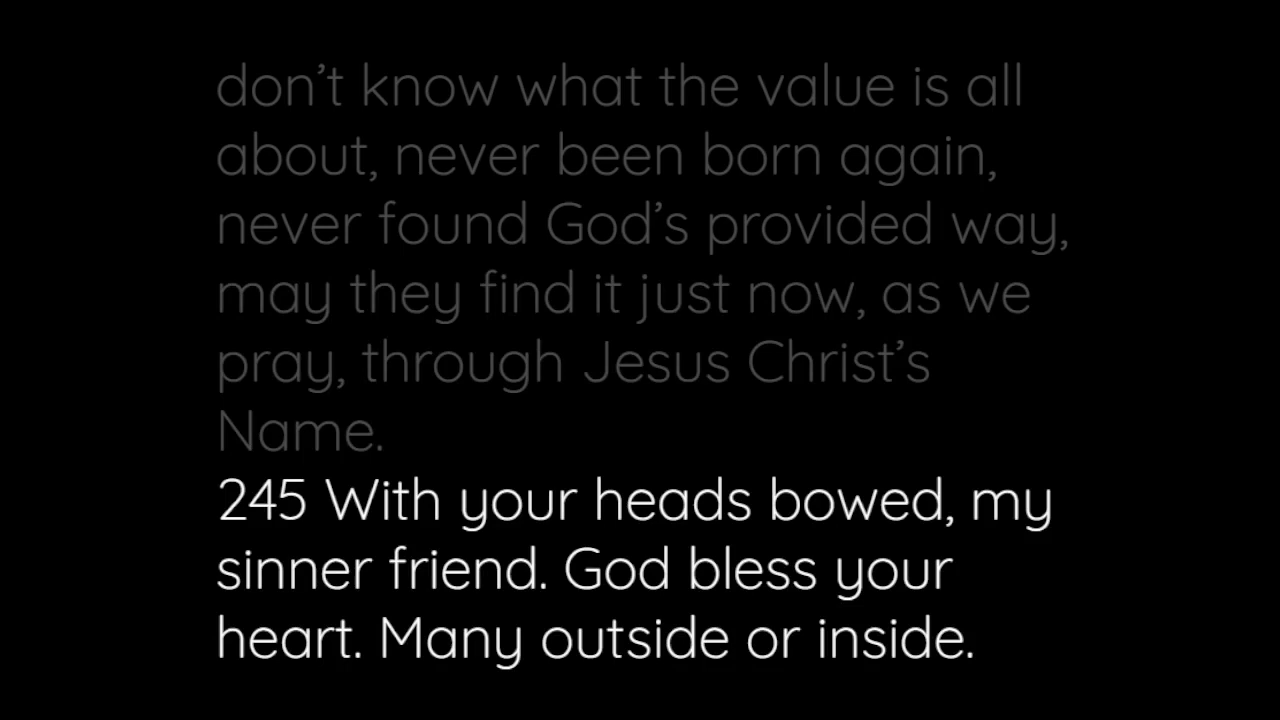 don’t know what the value is all
about, never been born again,
never found God’s provided way,
may they find it just now, as we
pray, through Jesus Christ’s
Name.
245 With your heads bowed, my
sinner friend. God bless your
heart. Many outside or inside.